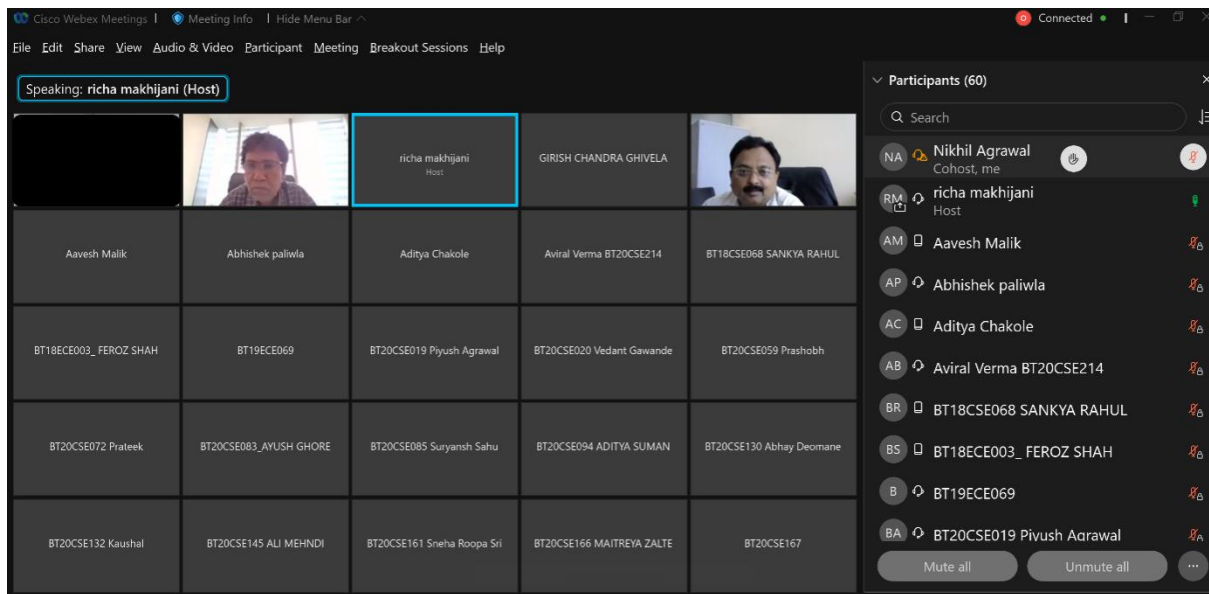 Cisco Webex Meetings
Meeting Info
Hide Menu Bar
Connected
File Edit Share View Audio & Video Participant Meeting Breakout Sessions Help
Speaking: richa makhijani (Host)
richa makhijani
Host
GIRISH CHANDRA GHIVELA
Aavesh Malik
Abhishek paliwla
Aditya Chakole
Aviral Verma BT20CSE214
BT18CSE068 SANKYA RAHUL
BT18ECE003_ FEROZ SHAH
BT19ECE069
BT20CSE019 Piyush Agrawal
BT20CSE020 Vedant Gawande
BT20CSE059 Prashobh
BT20CSE072 Prateek
BT20CSE083_AYUSH GHORE
BT20CSE085 Suryansh Sahu
BT20CSE094 ADITYA SUMAN
BT20CSE130 Abhay Deomane
BT20CSE132 Kaushal
BT20CSE145 ALI MEHNDI
BT20CSE161 Sneha Roopa Sri
BT20CSE166 MAITREYA ZALTE
BT20CSE167
Participants (60)
Search
NA Nikhil Agrawal
Cohost, me
RM richa makhijani
Host
AM Aavesh Malik
AP Abhishek paliwla
AC Aditya Chakole
AB Aviral Verma BT20CSE214
BR BT18CSE068 SANKYA RAHUL
BS BT18ECE003_ FEROZ SHAH
B BT19ECE069
BA BT20CSE019 Piyush Agrawal
Mute all
Unmute all